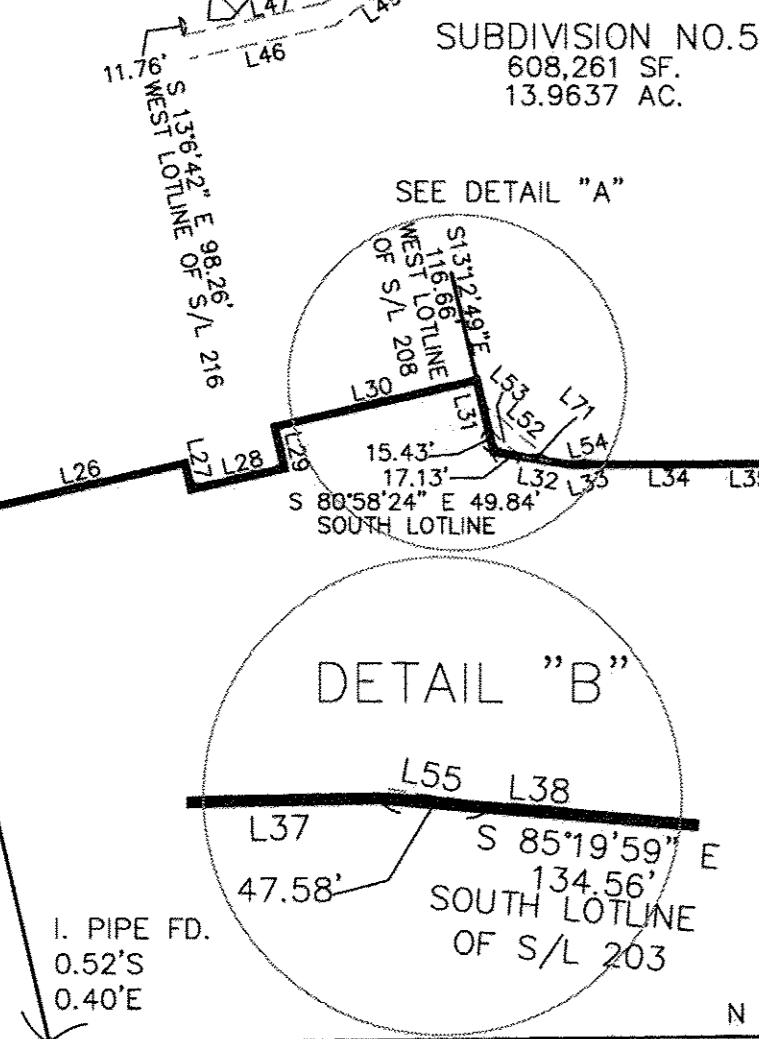 L47
L45
L46
11.76'
SUBDIVISION NO.5
608,261 SF.
13.9637 AC.
S 13°6'42" E 98.26'
WEST LOTLINE OF S/L 216
SEE DETAIL "A"
S13°12'49"E
116.66'
WEST LOTLINE
OF S/L 208
L30
L31
L53
L52
L71
L26
L27
L28
L29
15.43'
17.13'
L54
L32
L33
L34
L35
S 80°58'24" E 49.84'
SOUTH LOTLINE
DETAIL "B"
L55
L38
L37
S 85°19'59" E
134.56'
47.58'
SOUTH LOTLINE
OF S/L 203
I. PIPE FD.
0.52'S
0.40'E
N